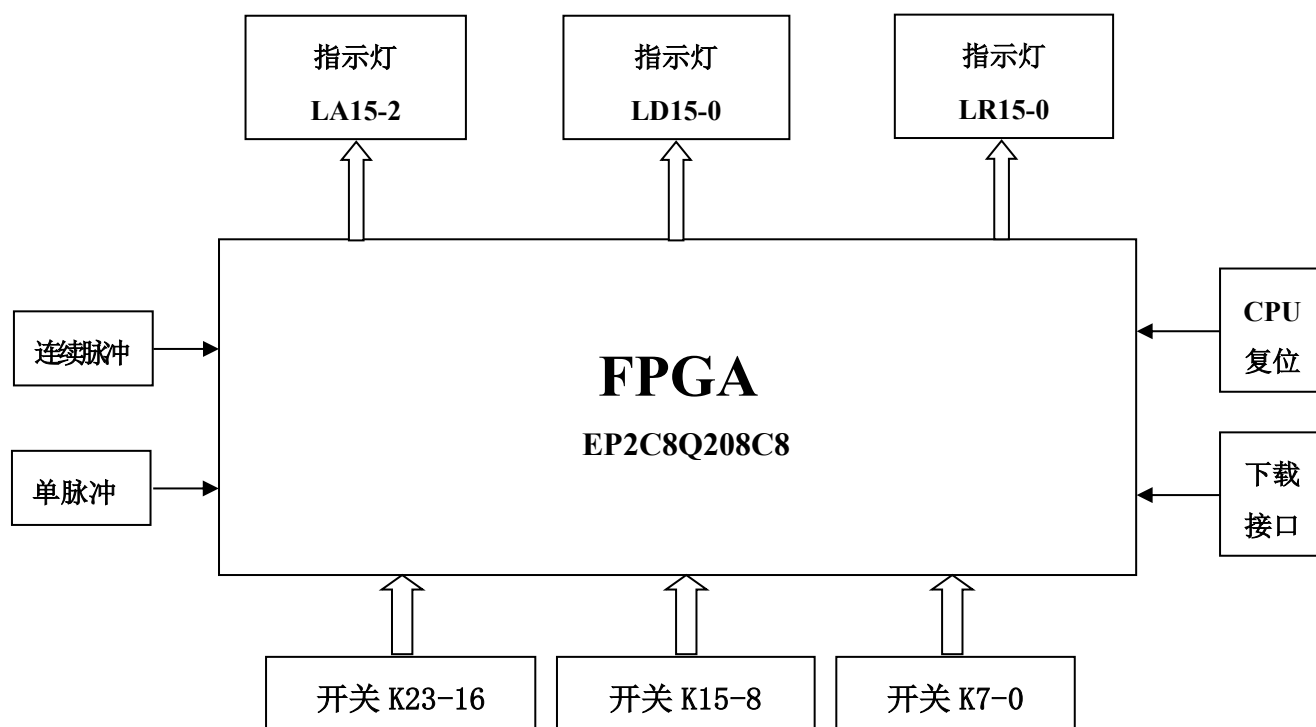 指示灯
LA15-2
指示灯
LD15-0
指示灯
LR15-0
连续脉冲
单脉冲
FPGA
EP2C8Q208C8
CPU
复位
下载
接口
开关 K23-16
开关 K15-8
开关 K7-0